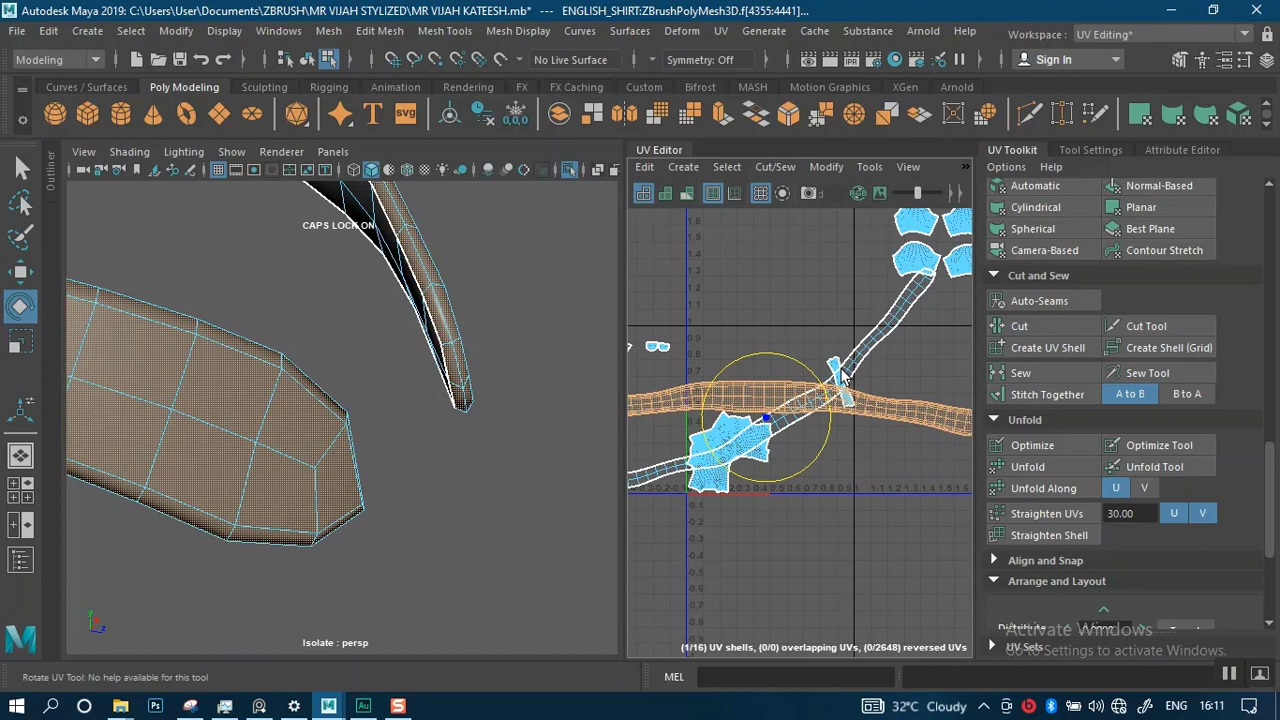 Autodesk Maya 2019: C:\Users\User\Documents\ZBRUSH\MR VIJAH STYLIZED\MR VIJAH KATEESH.mb*  ---  ENGLISH_SHIRT:ZBrushPolyMesh3D.f[4355:4441]...
File Edit Create Select Modify Display Windows Mesh Edit Mesh Mesh Tools Mesh Display Curves Surfaces Deform UV Generate Cache Substance Arnold Help Workspace : UV Editing*
Modeling No Live Surface Symmetry: Off Sign In
Curves / Surfaces Poly Modeling Sculpting Rigging Animation Rendering FX FX Caching Custom Bifrost MASH Motion Graphics XGen Arnold
T svg 0,0,0
Outliner
View Shading Lighting Show Renderer Panels
CAPS LOCK ON
Isolate : persp
UV Editor
Edit Create Select Cut/Sew Modify Tools View »
(1/16) UV shells, (0/0) overlapping UVs, (0/2648) reversed UVs
UV Toolkit Tool Settings Attribute Editor
Options Help
Automatic Normal-Based
Cylindrical Planar
Spherical Best Plane
Camera-Based Contour Stretch
Cut and Sew
Auto-Seams
Cut Cut Tool
Create UV Shell Create Shell (Grid)
Sew Sew Tool
Stitch Together A to B B to A
Unfold
Optimize Optimize Tool
Unfold Unfold Tool
Unfold Along U V
Straighten UVs 30.00 U V
Straighten Shell
Align and Snap
Arrange and Layout
Distribute
UV Sets
Activate Windows
Go to Settings to activate Windows.
Rotate UV Tool: No help available for this tool
MEL
32°C Cloudy ENG 16:11